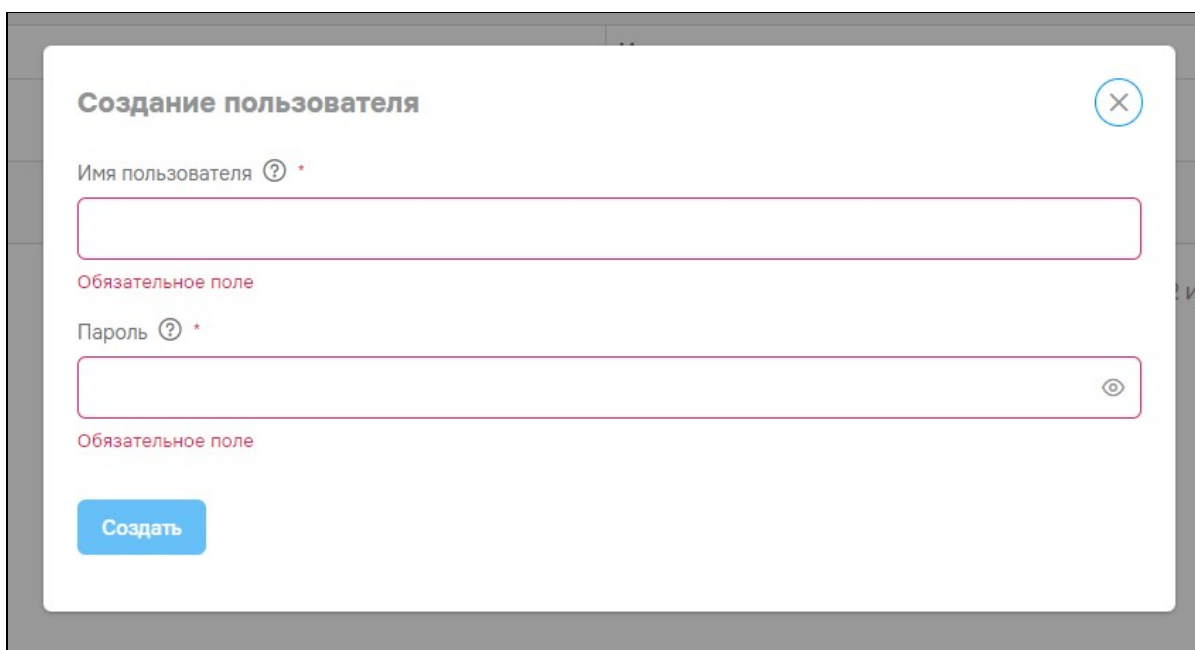 Создание пользователя
Имя пользователя ? *
Обязательное поле
Пароль ? *
Обязательное поле
Создать